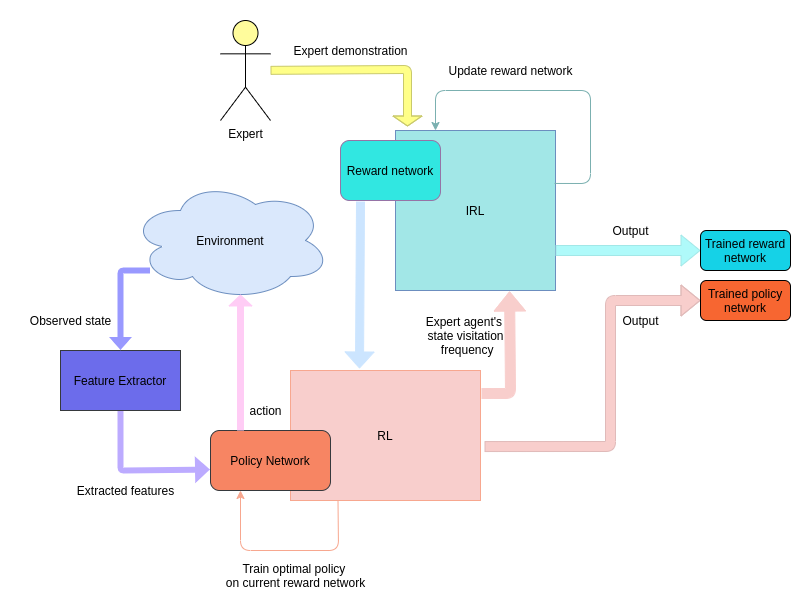 Expert demonstration
Update reward network
Expert
Reward network
IRL
Environment
Output
Trained reward
network
Trained policy
network
Observed state
Expert agent's
state visitation
frequency
Output
Feature Extractor
action
RL
Policy Network
Extracted features
Train optimal policy
on current reward network